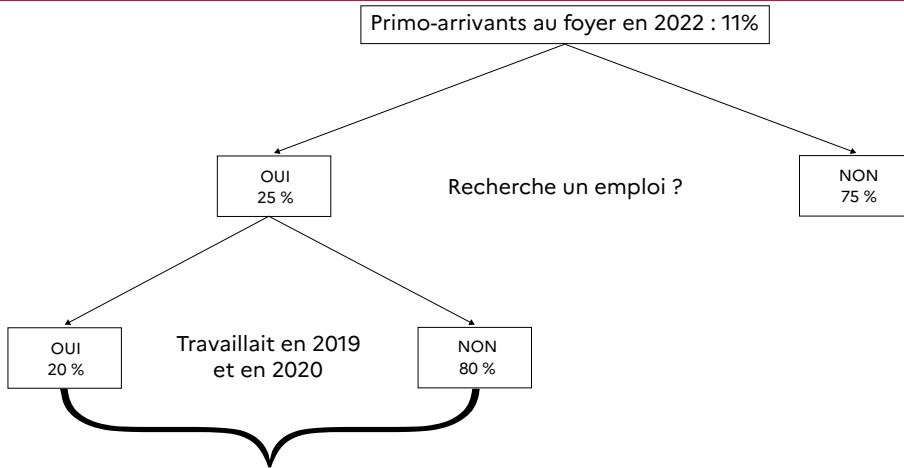 Primo-arrivants au foyer en 2022 : 11%
OUI
25 %
Recherche un emploi ?
NON
75 %
OUI
20 %
Travaillait en 2019
et en 2020
NON
80 %